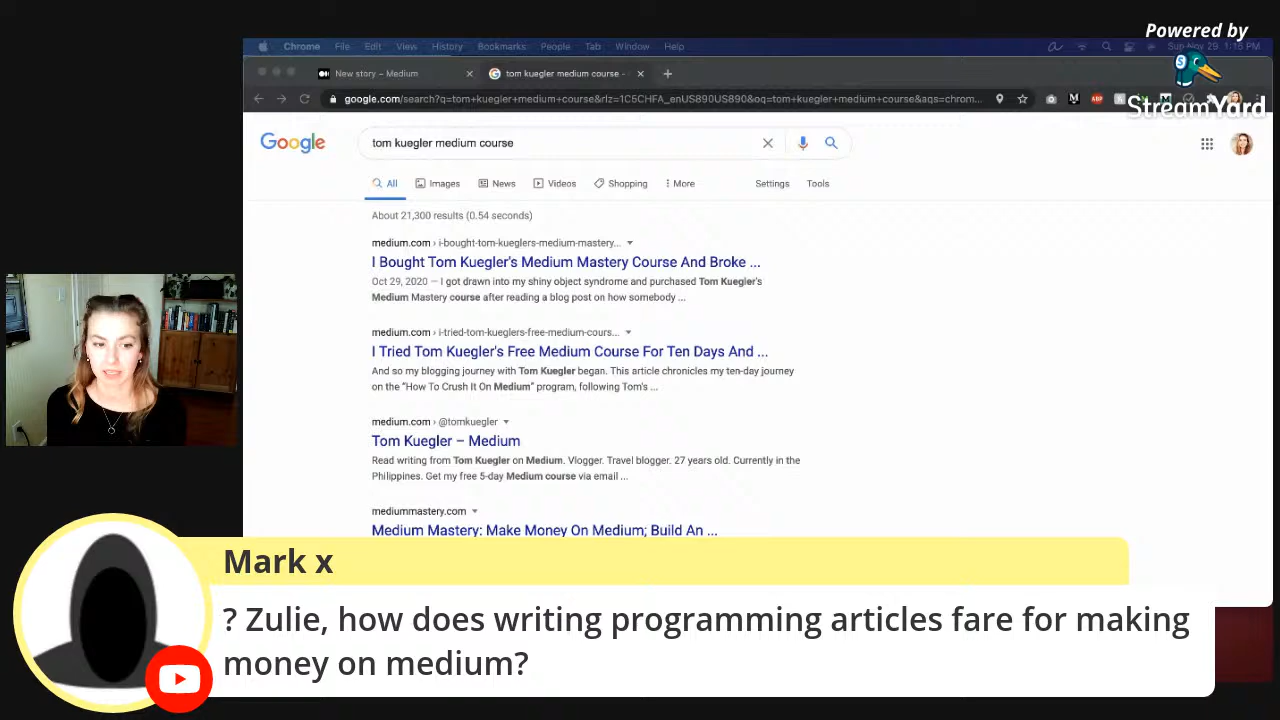 Powered by
StreamYard
Chrome File Edit View History Bookmarks People Tab Window Help
Sun Nov 29, 1:16 PM
New story – Medium
tom kuegler medium course -
google.com/search?q=tom+kuegler+medium+course&rlz=1C5CHFA_enUS890US890&oq=tom+kuegler+medium+course&aqs=chrom...
Google
tom kuegler medium course
All Images News Videos Shopping More Settings Tools
About 21,300 results (0.54 seconds)
medium.com › i-bought-tom-kueglers-medium-mastery...
I Bought Tom Kuegler's Medium Mastery Course And Broke ...
Oct 29, 2020 — I got drawn into my shiny object syndrome and purchased Tom Kuegler's
Medium Mastery course after reading a blog post on how somebody ...
medium.com › i-tried-tom-kueglers-free-medium-cours...
I Tried Tom Kuegler's Free Medium Course For Ten Days And ...
And so my blogging journey with Tom Kuegler began. This article chronicles my ten-day journey
on the “How To Crush It On Medium” program, following Tom's ...
medium.com › @tomkuegler
Tom Kuegler – Medium
Read writing from Tom Kuegler on Medium. Vlogger. Travel blogger. 27 years old. Currently in the
Philippines. Get my free 5-day Medium course via email ...
mediummastery.com
Medium Mastery: Make Money On Medium; Build An ...
Mark x
? Zulie, how does writing programming articles fare for making
money on medium?